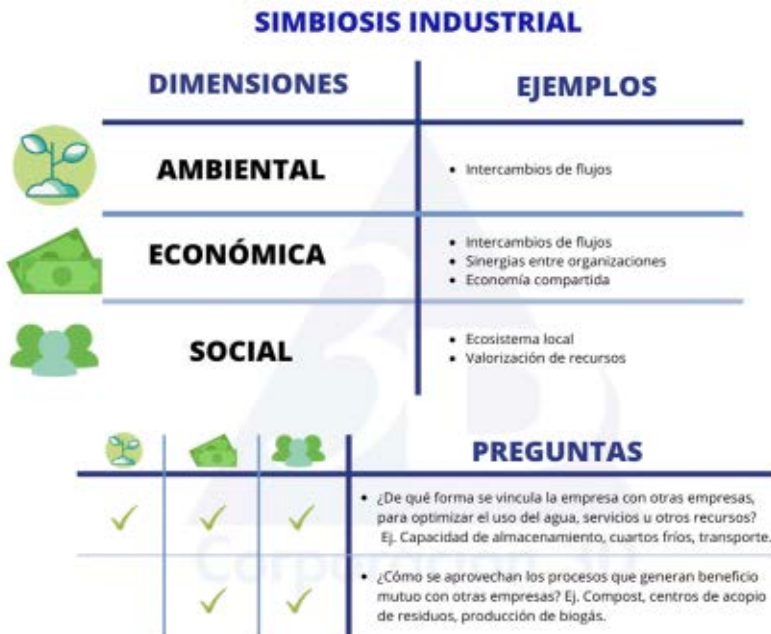 SIMBIOSIS INDUSTRIAL
DIMENSIONES
EJEMPLOS
AMBIENTAL
• Intercambios de flujos
ECONÓMICA
• Intercambios de flujos
• Sinergias entre organizaciones
• Economía compartida
SOCIAL
• Ecosistema local
• Valorización de recursos
PREGUNTAS
• ¿De qué forma se vincula la empresa con otras empresas,
para optimizar el uso del agua, servicios u otros recursos?
Ej. Capacidad de almacenamiento, cuartos fríos, transporte.
• ¿Cómo se aprovechan los procesos que generan beneficio
mutuo con otras empresas? Ej. Compost, centros de acopio
de residuos, producción de biogás.
3D
Corporación 3D